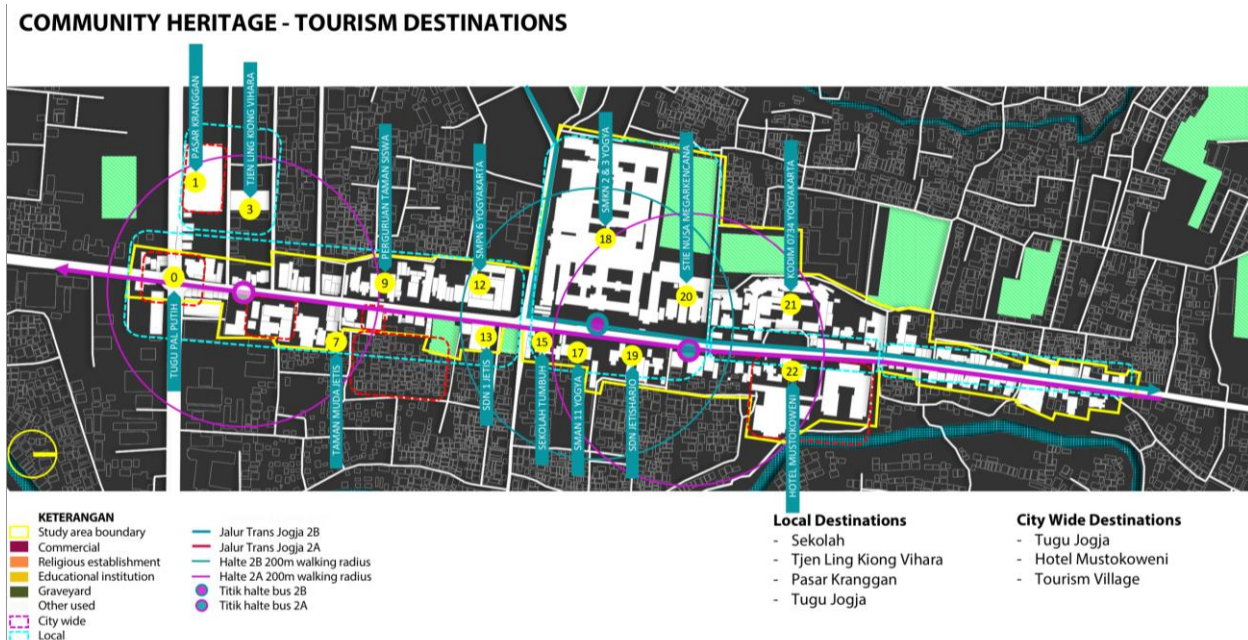 COMMUNITY HERITAGE - TOURISM DESTINATIONS
PASAR KRANGGAN
TJEN LING KIONG VIHARA
PERGURUAN TAMAN SISWA
SMPN 6 YOGYAKARTA
SMKN 2 & 3 YOGYA
STIE NUSA MEGARKENCANA
KODIM 0734 YOGYAKARTA
1
3
18
0
9
12
20
21
7
13
15
17
19
22
TUGU PAL PUTIH
TAMAN MUDA JETIS
SDN 1 JETIS
SEKOLAH TUMBUH
SMAN 11 YOGYA
SDN JETISHARJO
HOTEL MUSTOKOWENI
KETERANGAN
Study area boundary
Commercial
Religious establishment
Educational institution
Graveyard
Other used
City wide
Local
Jalur Trans Jogja 2B
Jalur Trans Jogja 2A
Halte 2B 200m walking radius
Halte 2A 200m walking radius
Titik halte bus 2B
Titik halte bus 2A
Local Destinations
- Sekolah
- Tjen Ling Kiong Vihara
- Pasar Kranggan
- Tugu Jogja
City Wide Destinations
- Tugu Jogja
- Hotel Mustokoweni
- Tourism Village